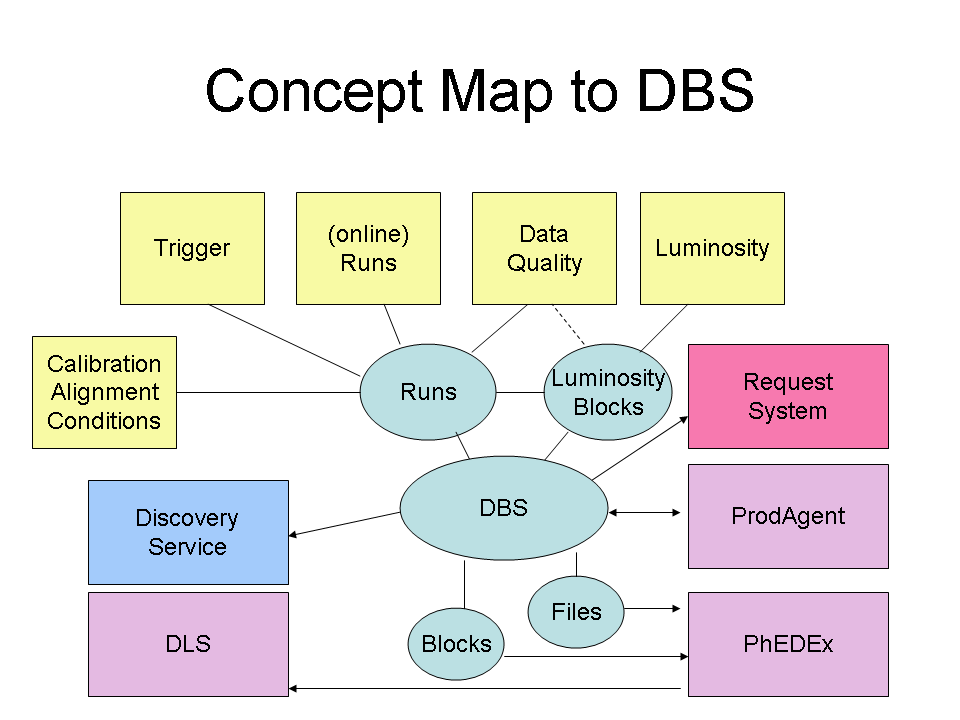 Concept Map to DBS
Trigger
(online)
Runs
Data
Quality
Luminosity
Calibration
Alignment
Conditions
Runs
Luminosity
Blocks
Request
System
Discovery
Service
DBS
ProdAgent
DLS
Blocks
Files
PhEDEx